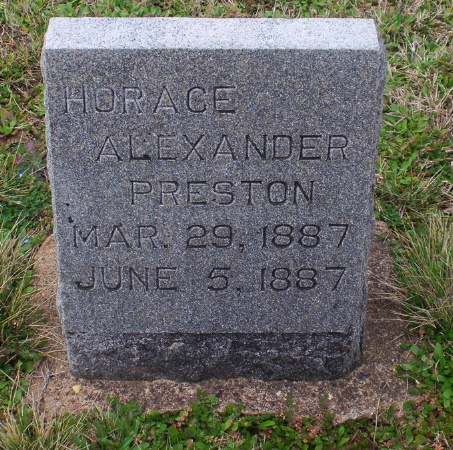 HORACE
ALEXANDER
PRESTON
MAR. 29, 1887
JUNE 5, 1887